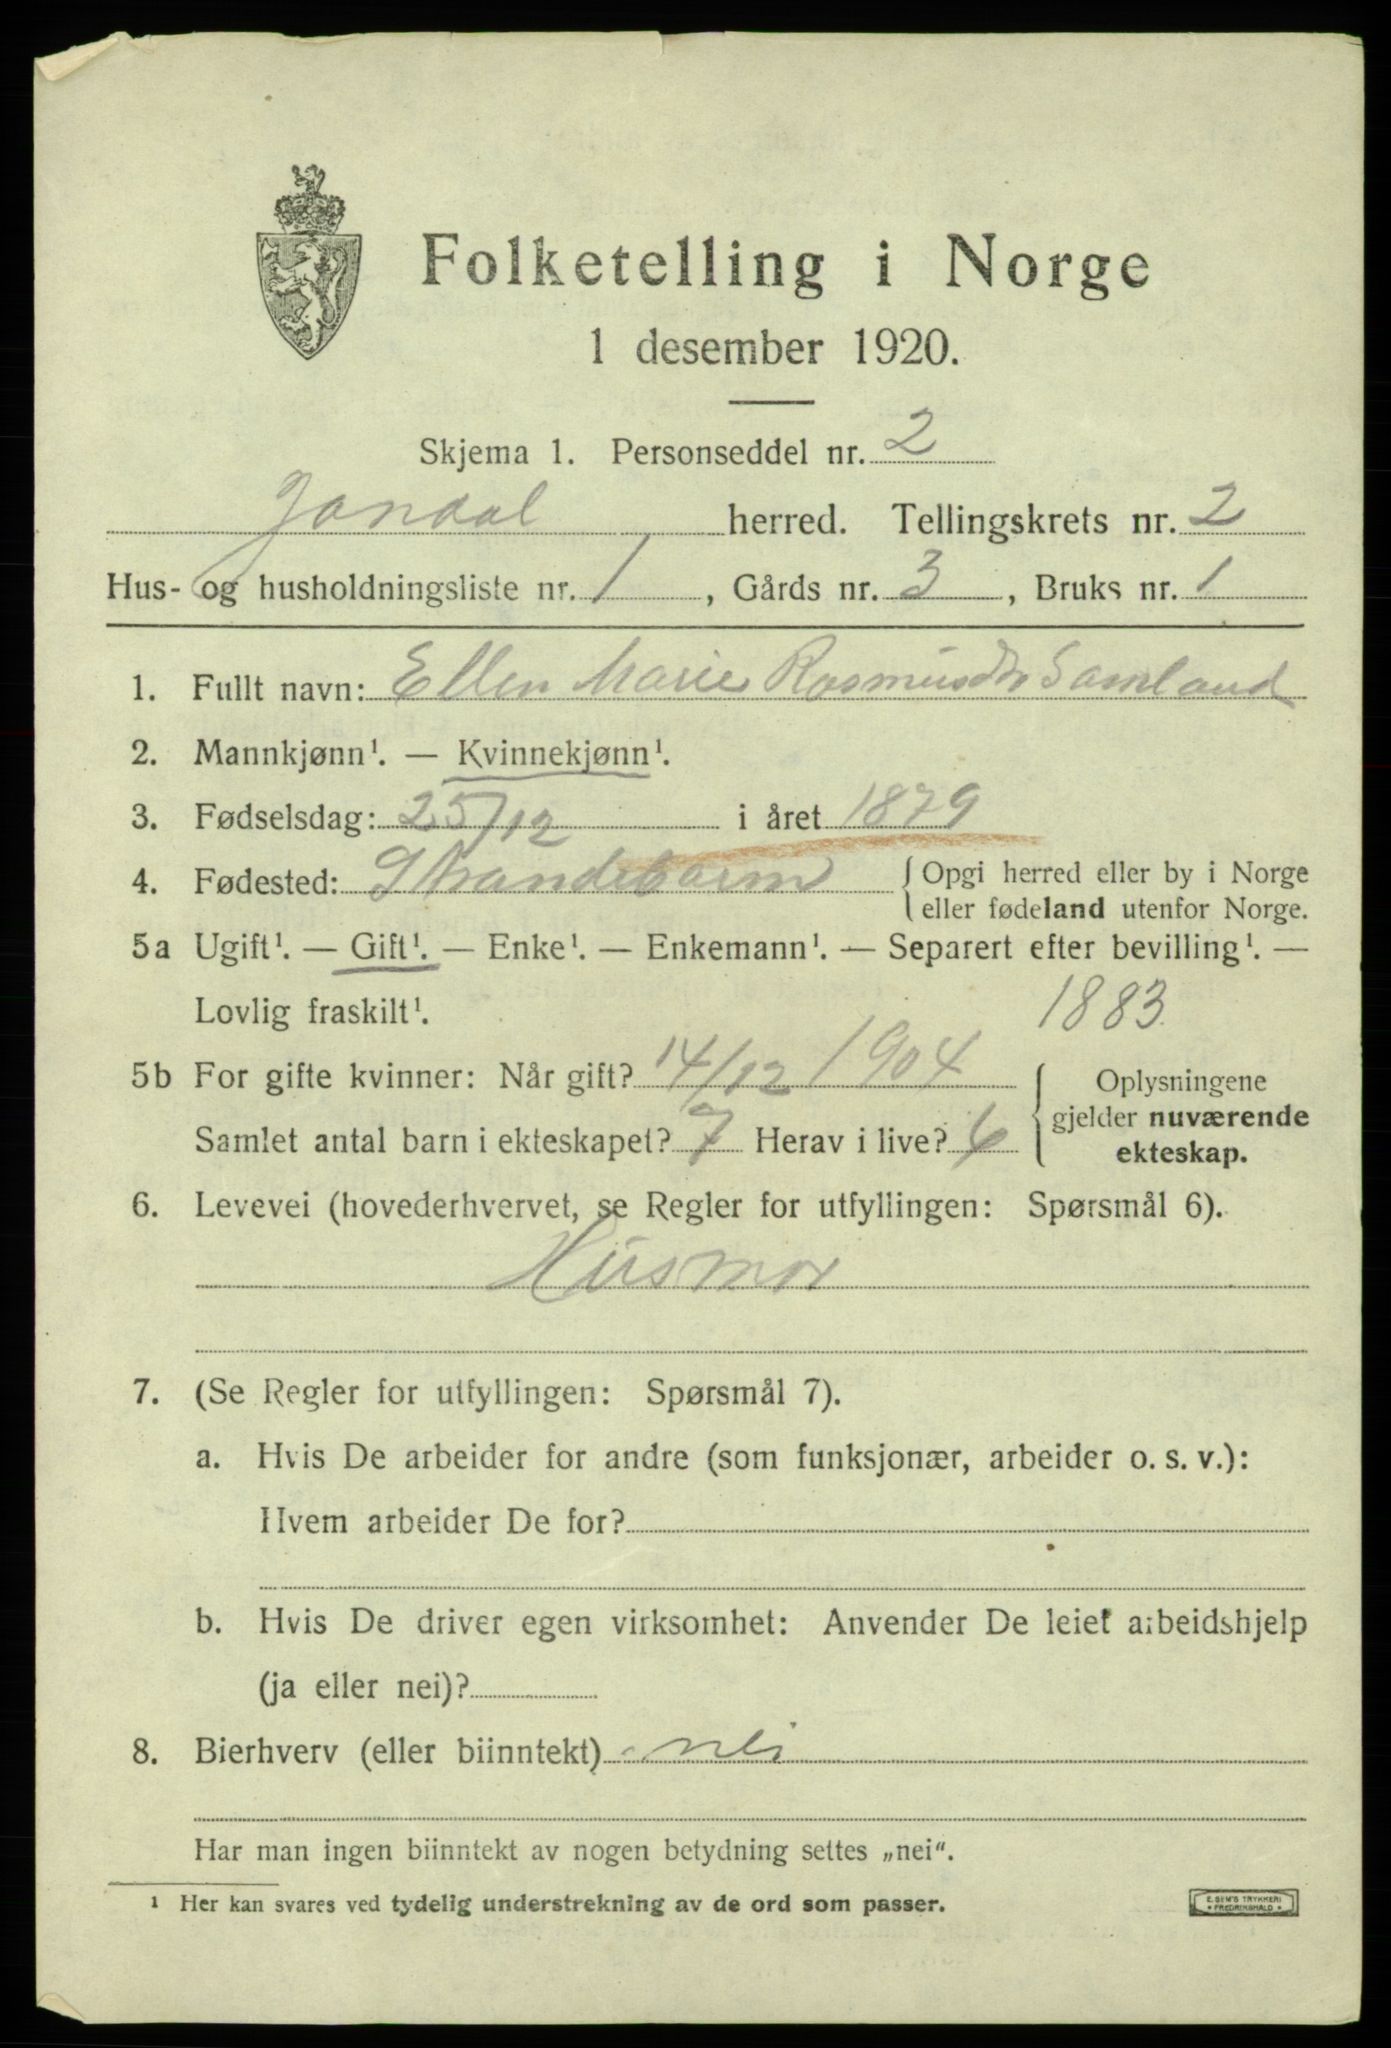 Folketelling i Norge
1 desember 1920.
Skjema 1. Personseddel nr. 2
Jondal herred. Tellingskrets nr. 2
Hus- og husholdningsliste nr. 1, Gårds nr. 3, Bruks nr. 1
1. Fullt navn: Ellen Marie Rasmusdtr Samland
2. Mannkjønn¹. — Kvinnekjønn¹.
3. Fødselsdag: 25/12 i året 1879
4. Fødested: Strandebarm { Opgi herred eller by i Norge
eller fødeland utenfor Norge.
5a Ugift¹. — Gift¹. — Enke¹. — Enkemann¹. — Separert efter bevilling¹. —
Lovlig fraskilt¹. 1883
5b For gifte kvinner: Når gift? 14/12 1904 { Oplysningene
gjelder nuværende
Samlet antal barn i ekteskapet? 7 Herav i live? 6
ekteskap.
6. Levevei (hovederhvervet, se Regler for utfyllingen: Spørsmål 6).
Husmor
7. (Se Regler for utfyllingen: Spørsmål 7).
a. Hvis De arbeider for andre (som funksjonær, arbeider o. s. v.):
Hvem arbeider De for?
b. Hvis De driver egen virksomhet: Anvender De leiet arbeidshjelp
(ja eller nei)?
8. Bierhverv (eller biinntekt) nei
Har man ingen biinntekt av nogen betydning settes „nei“.
¹ Her kan svares ved tydelig understrekning av de ord som passer.
E. SEM'S TRYKKERI
• FREDRIKSHALD •